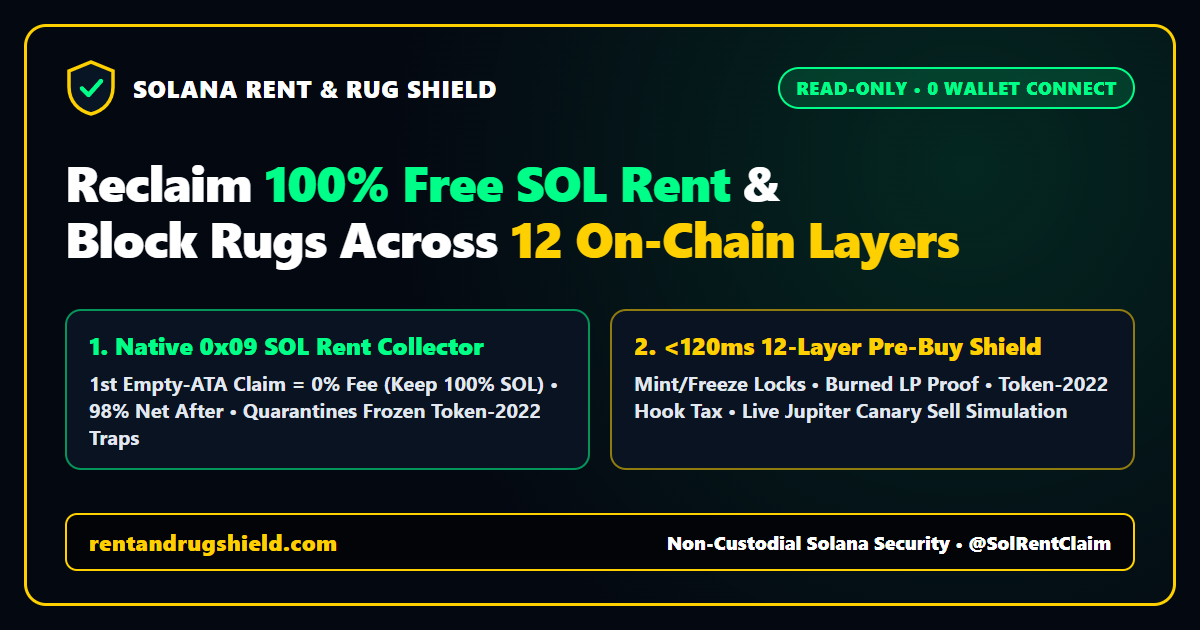 SOLANA RENT & RUG SHIELD
READ-ONLY • 0 WALLET CONNECT
Reclaim 100% Free SOL Rent &
Block Rugs Across 12 On-Chain Layers
1. Native 0x09 SOL Rent Collector
1st Empty-ATA Claim = 0% Fee (Keep 100% SOL) •
98% Net After • Quarantines Frozen Token-2022
Traps
2. <120ms 12-Layer Pre-Buy Shield
Mint/Freeze Locks • Burned LP Proof • Token-2022
Hook Tax • Live Jupiter Canary Sell Simulation
rentandrugshield.com
Non-Custodial Solana Security • @SolRentClaim